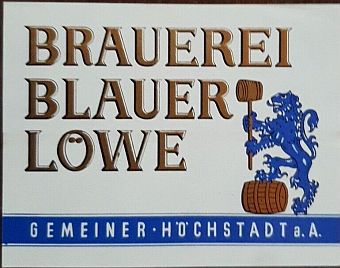 BRAUEREI
BLAUER
LÖWE
GEMEINER·HÖCHSTADT a.A.